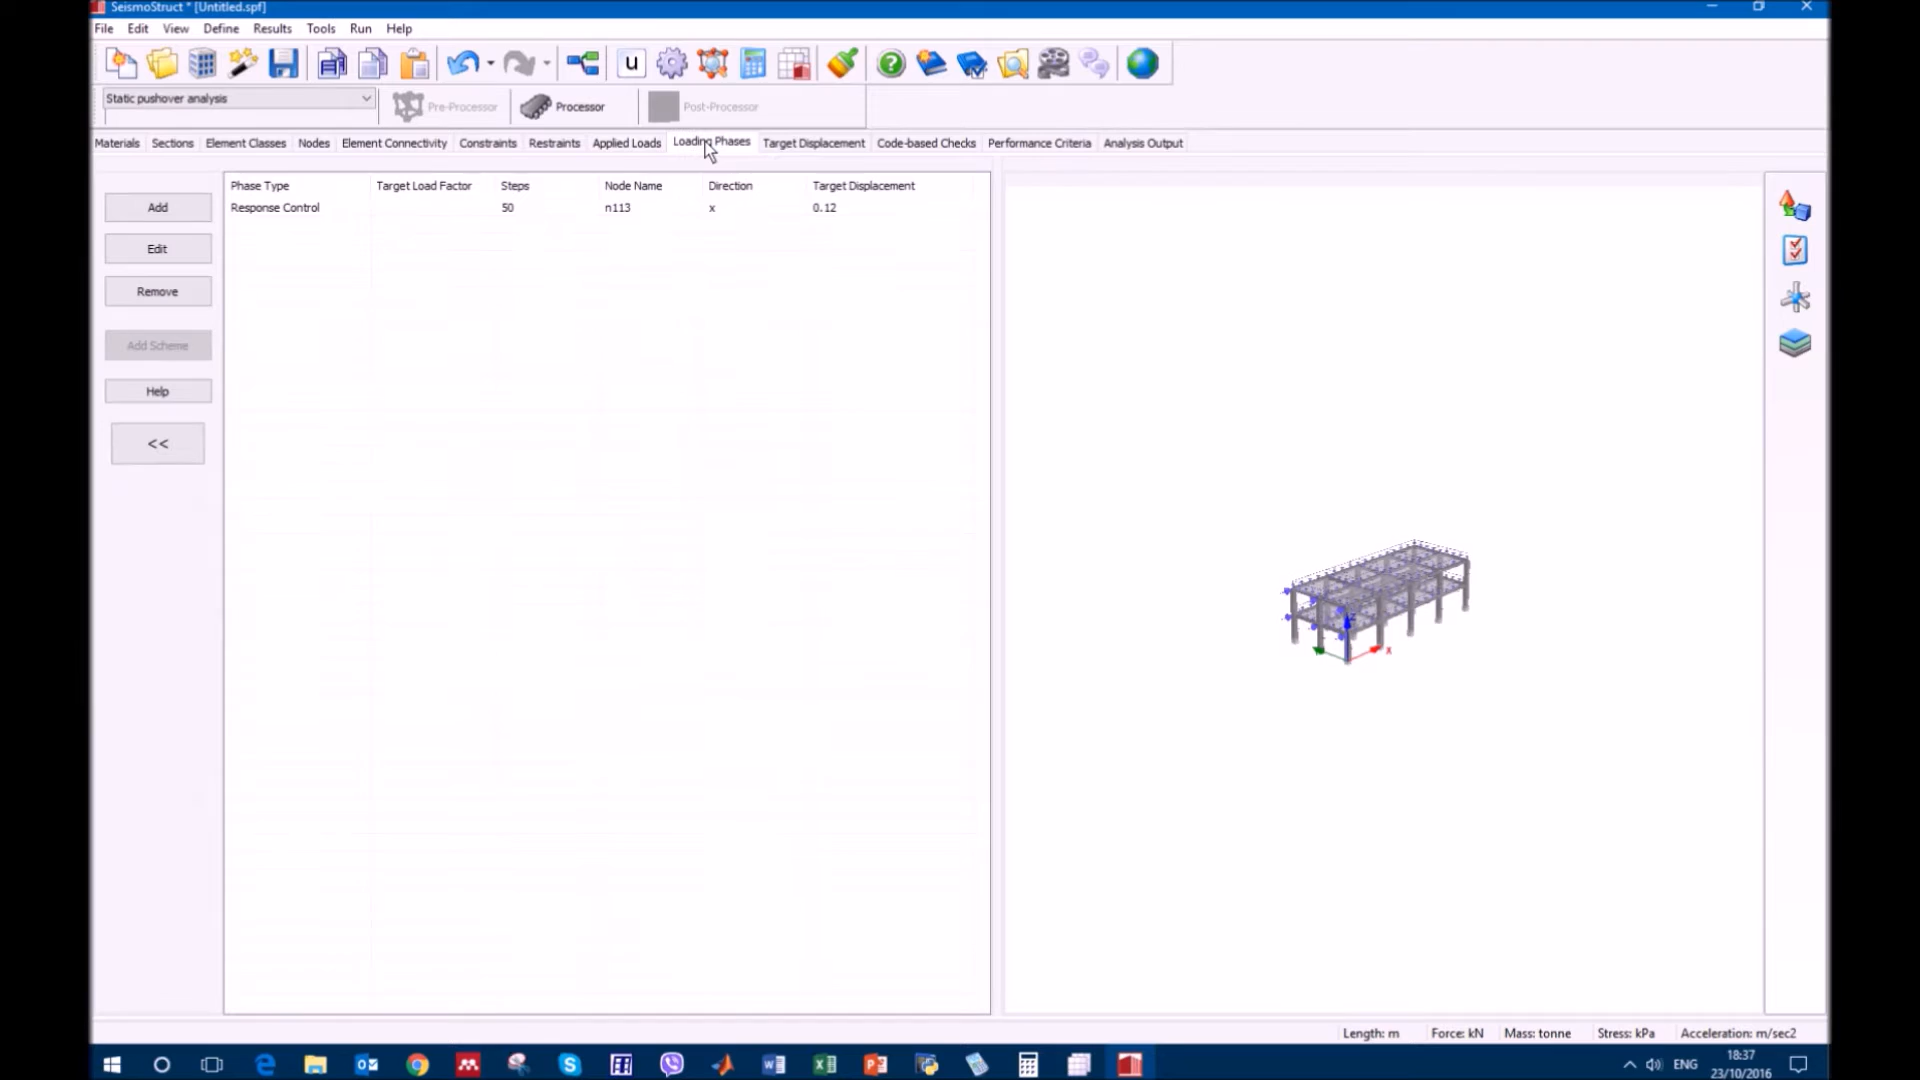 SeismoStruct * [Untitled.spf]
File Edit View Define Results Tools Run Help
u
Static pushover analysis Pre-Processor Processor Post-Processor
Materials Sections Element Classes Nodes Element Connectivity Constraints Restraints Applied Loads Loading Phases Target Displacement Code-based Checks Performance Criteria Analysis Output
Phase Type Target Load Factor Steps Node Name Direction Target Displacement
Response Control 50 n113 x 0.12
Add
Edit
Remove
Add Scheme
Help
<<
x
Length: m Force: kN Mass: tonne Stress: kPa Acceleration: m/sec2
ENG
18:37
23/10/2016